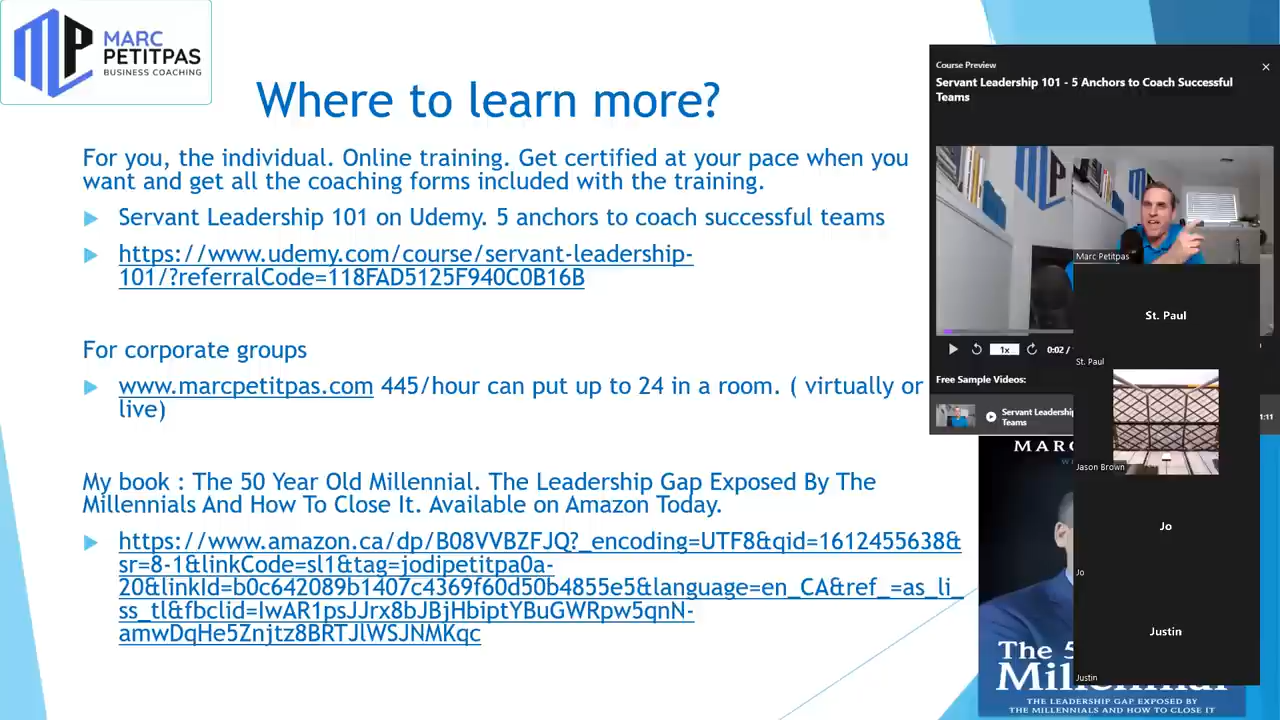 MARC
PETITPAS
BUSINESS COACHING
Where to learn more?
For you, the individual. Online training. Get certified at your pace when you
want and get all the coaching forms included with the training.
Servant Leadership 101 on Udemy. 5 anchors to coach successful teams
https://www.udemy.com/course/servant-leadership-
101/?referralCode=118FAD5125F940C0B16B
For corporate groups
www.marcpetitpas.com 445/hour can put up to 24 in a room. ( virtually or
live)
My book : The 50 Year Old Millennial. The Leadership Gap Exposed By The
Millennials And How To Close It. Available on Amazon Today.
https://www.amazon.ca/dp/B08VVBZFJQ?_encoding=UTF8&qid=1612455638&
sr=8-1&linkCode=sl1&tag=jodipetitpa0a-
20&linkId=b0c642089b1407c4369f60d50b4855e5&language=en_CA&ref_=as_li_
ss_tl&fbclid=IwAR1psJJrx8bJBjHbiptYBuGWRpw5qnN-
amwDqHe5Znjtz8BRTJlWSJNMKqc
Course Preview
Servant Leadership 101 - 5 Anchors to Coach Successful
Teams
Marc Petitpas
St. Paul
St. Paul
1x
0:02 /
Free Sample Videos:
Servant Leadership
Teams
1:11
Jason Brown
Jo
Jo
Justin
Justin
MARC
The 5
THE LEADERSHIP GAP EXPOSED BY
THE MILLENNIALS AND HOW TO CLOSE IT